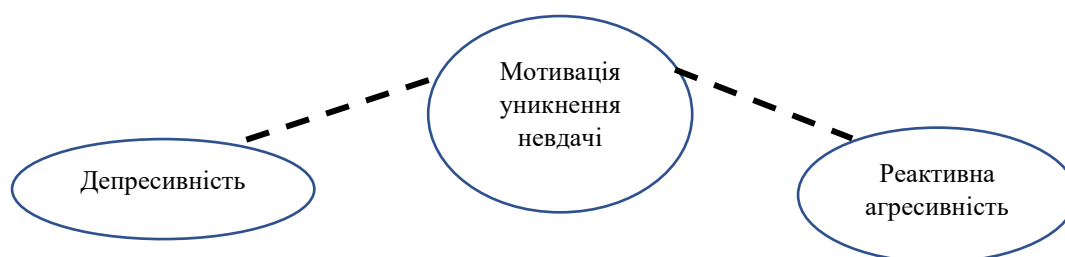 Мотивація
уникнення
невдачі
Депресивність
Реактивна
агресивність